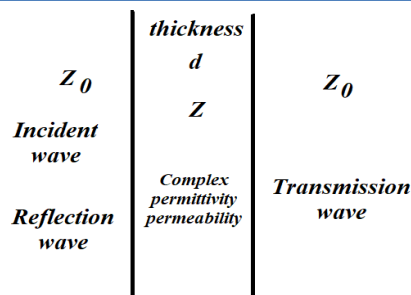 thickness
d
Z₀
Z
Z₀
Incident
wave
Complex
permittivity
permeability
Transmission
wave
Reflection
wave